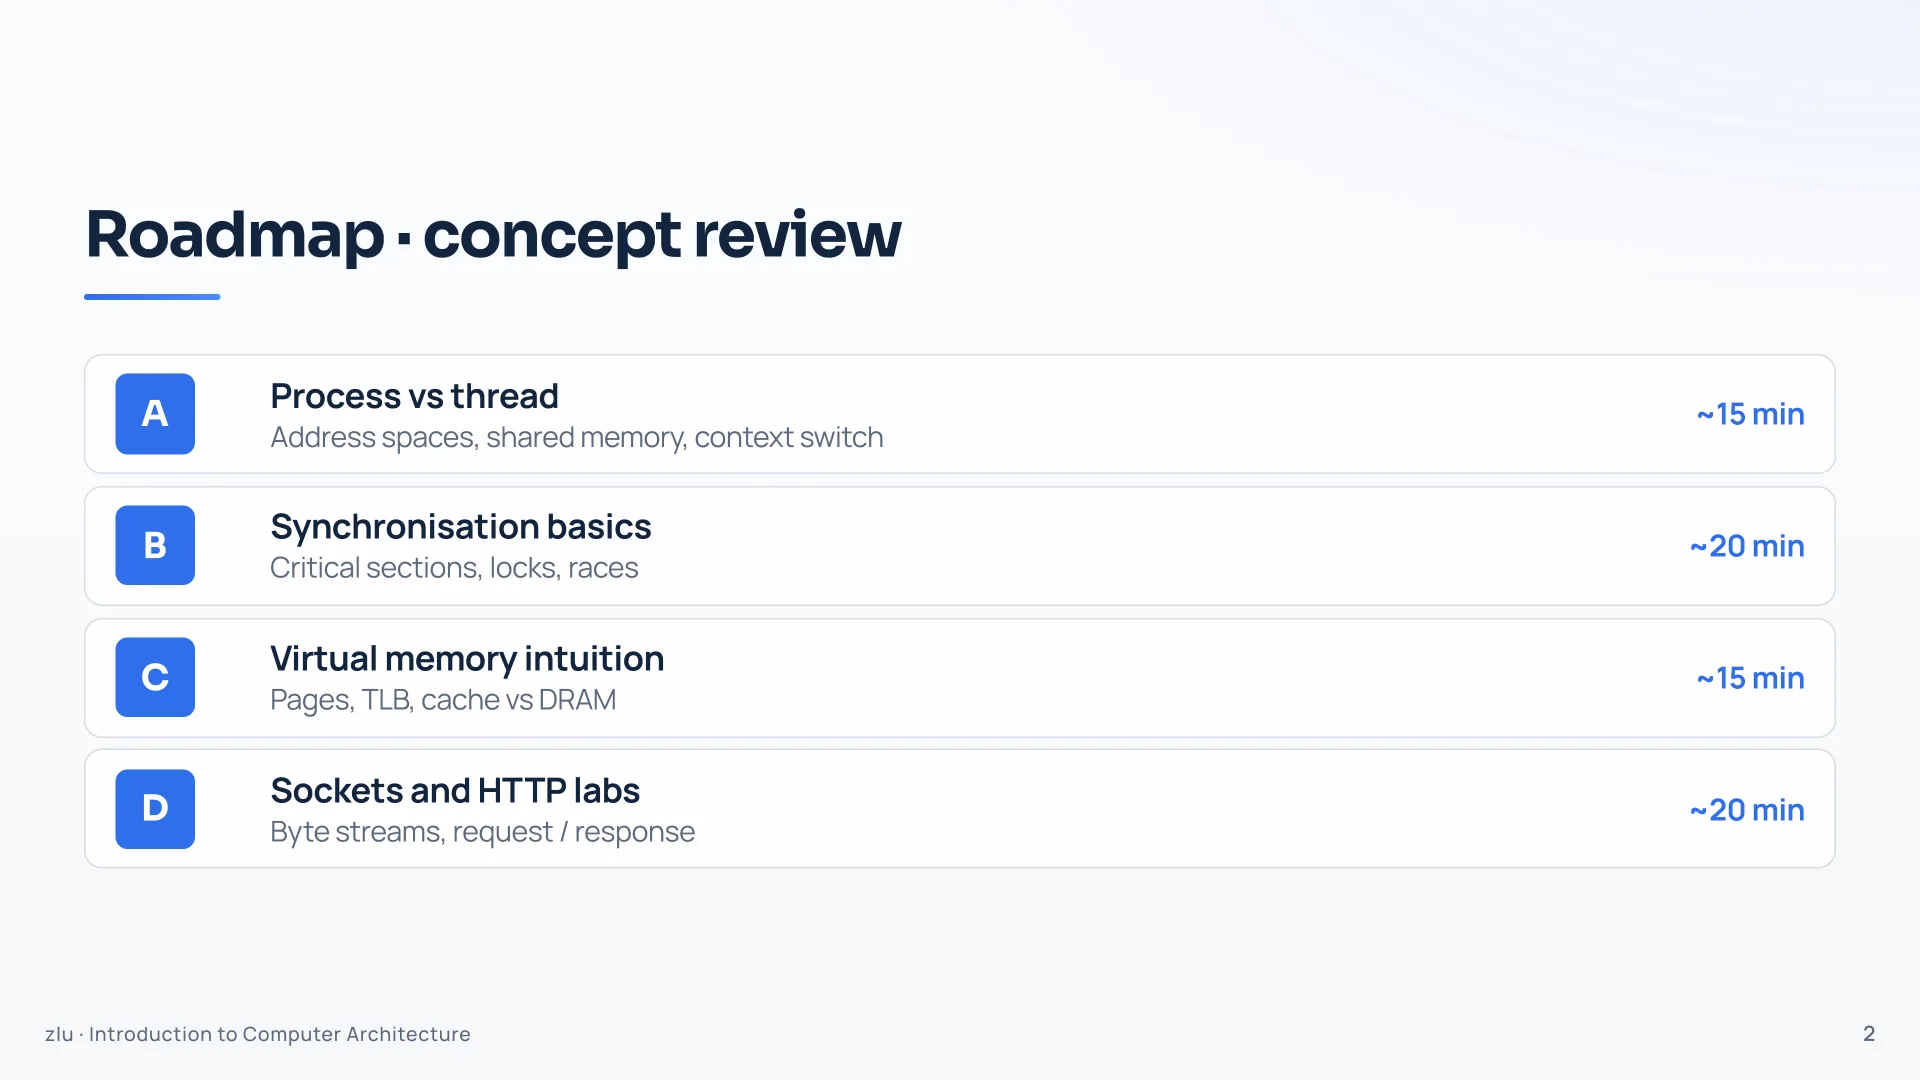 Roadmap · concept review
A
Process vs thread
Address spaces, shared memory, context switch
~15 min
B
Synchronisation basics
Critical sections, locks, races
~20 min
C
Virtual memory intuition
Pages, TLB, cache vs DRAM
~15 min
D
Sockets and HTTP labs
Byte streams, request / response
~20 min
zlu · Introduction to Computer Architecture
2